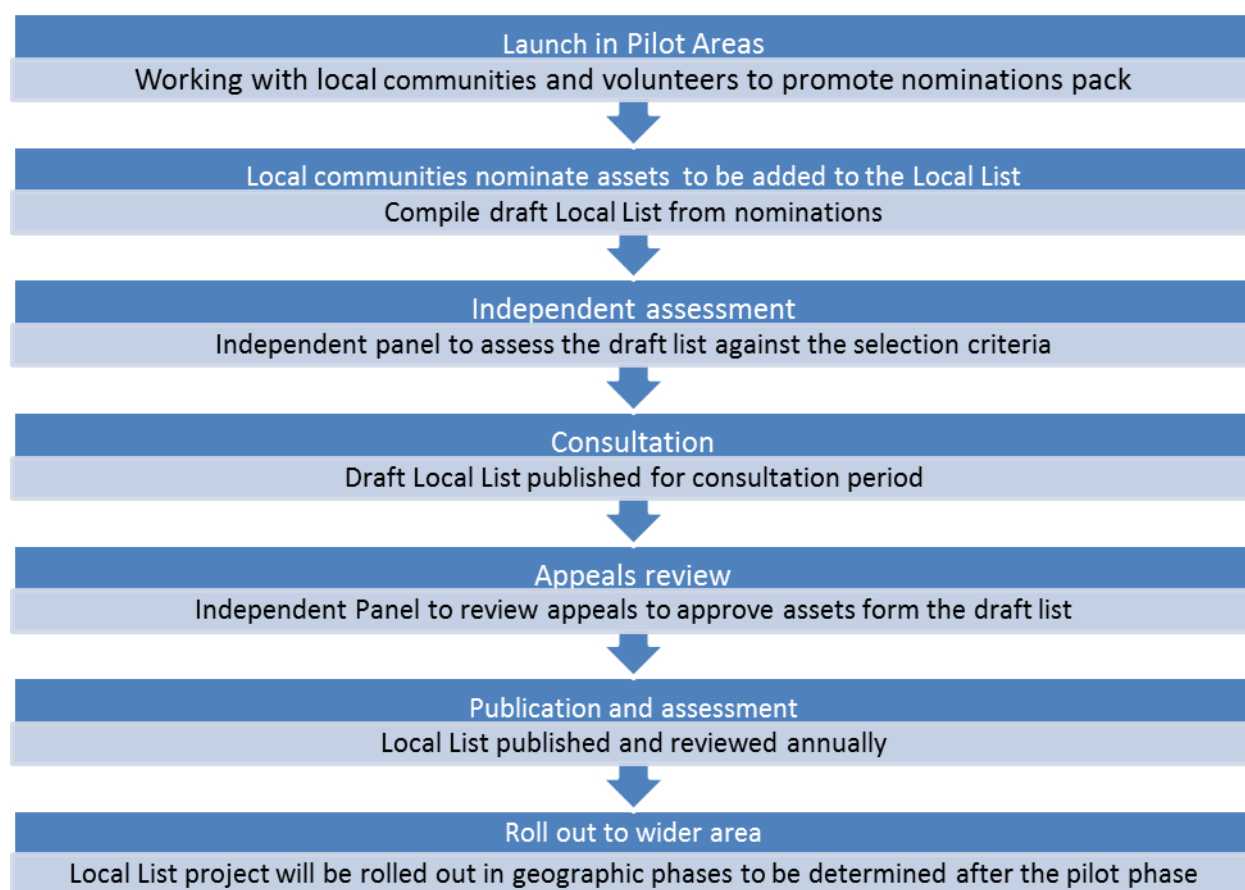 Launch in Pilot Areas
Working with local communities and volunteers to promote nominations pack
Local communities nominate assets to be added to the Local List
Compile draft Local List from nominations
Independent assessment
Independent panel to assess the draft list against the selection criteria
Consultation
Draft Local List published for consultation period
Appeals review
Independent Panel to review appeals to approve assets form the draft list
Publication and assessment
Local List published and reviewed annually
Roll out to wider area
Local List project will be rolled out in geographic phases to be determined after the pilot phase